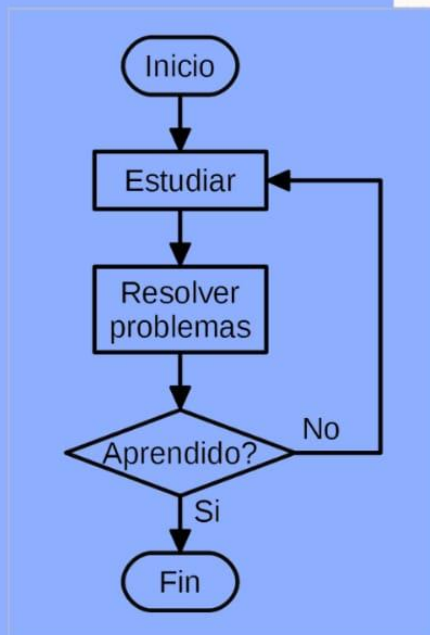 Inicio
Estudiar
Resolver
problemas
Aprendido?
No
Si
Fin